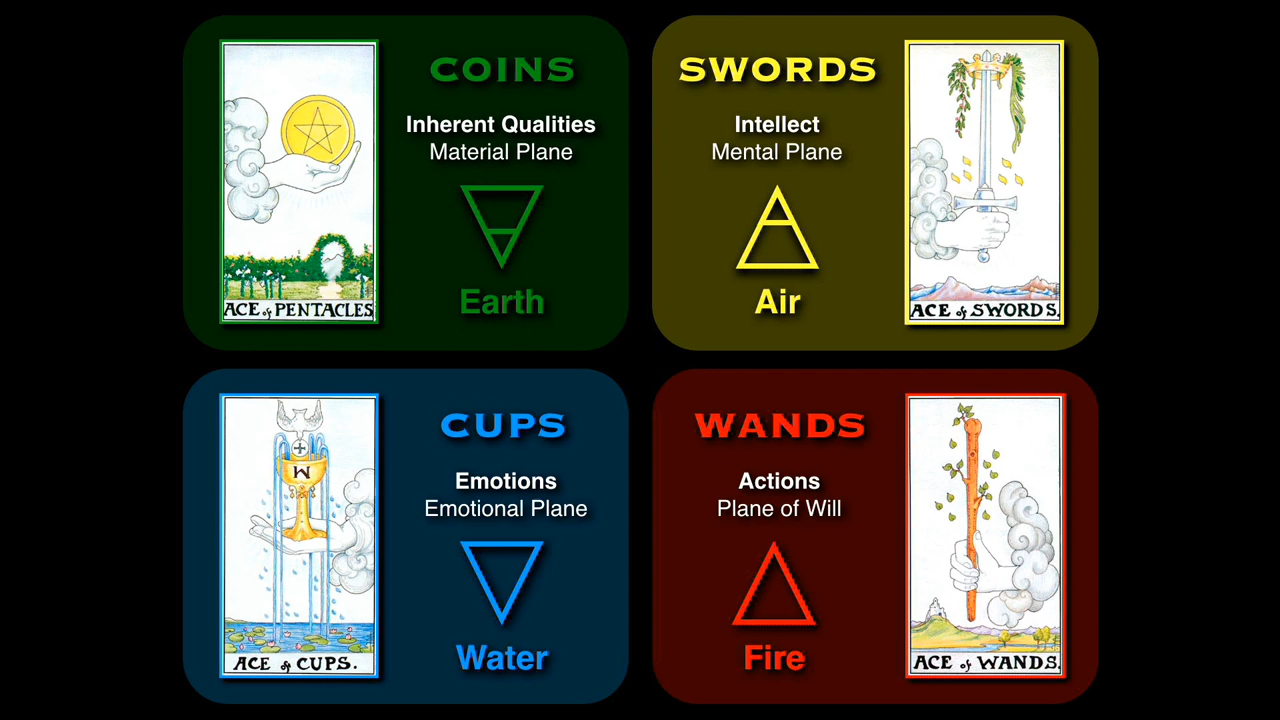 COINS
Inherent Qualities
Material Plane
Earth
ACE of PENTACLES
SWORDS
Intellect
Mental Plane
Air
ACE of SWORDS.
CUPS
Emotions
Emotional Plane
Water
W
ACE of CUPS.
WANDS
Actions
Plane of Will
Fire
ACE of WANDS.